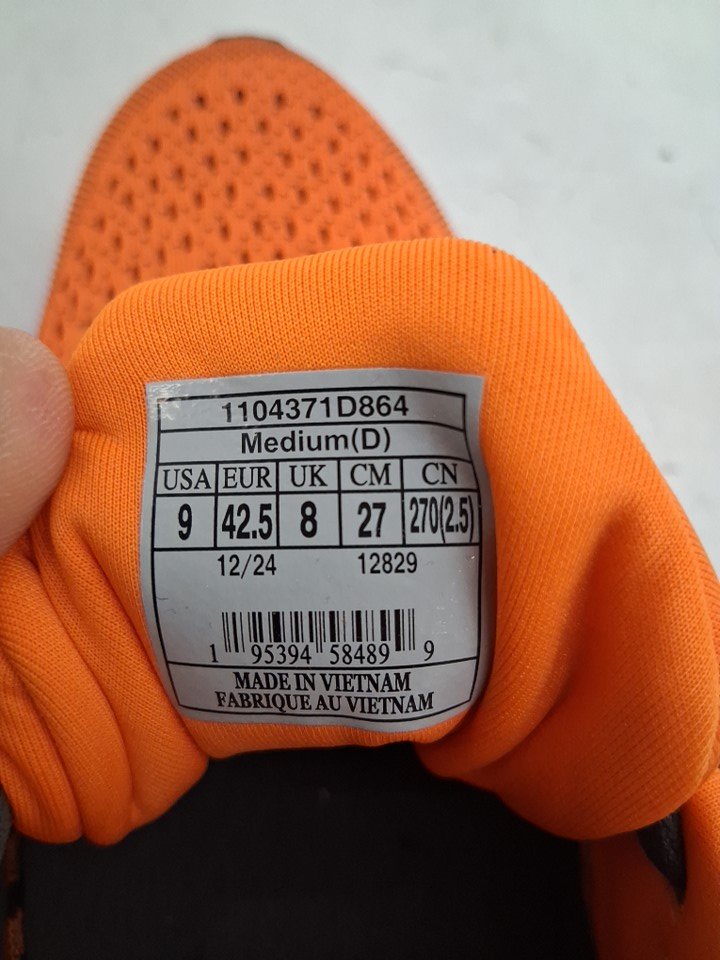 1104371D864
Medium(D)
USA EUR UK CM CN
9 42.5 8 27 270(2.5)
12/24 12829
1 95394 58489 9
MADE IN VIETNAM
FABRIQUE AU VIETNAM